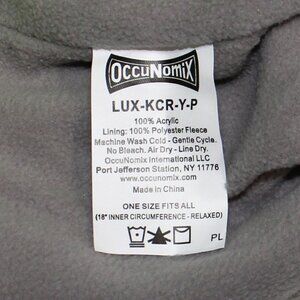 OCCUNOMIX
LUX-KCR-Y-P
100% Acrylic
Lining: 100% Polyester Fleece
Machine Wash Cold - Gentle Cycle.
No Bleach. Air Dry - Line Dry.
OccuNomix International LLC
Port Jefferson Station, NY 11776
www.occunomix.com
Made in China
ONE SIZE FITS ALL
(18" INNER CIRCUMFERENCE - RELAXED)
PL